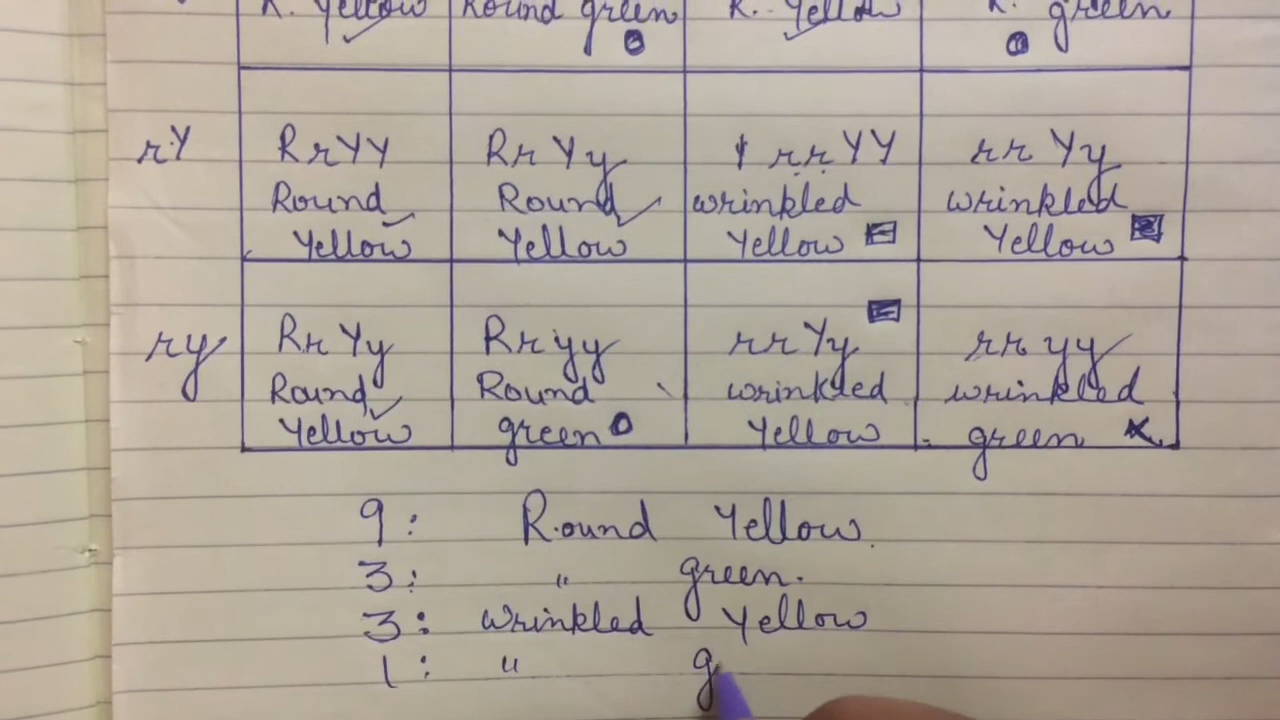 R. Yellow Round green R. Yellow R. green
rY RrYY RrYy rrYY rrYy
Round Round wrinkled wrinkled
Yellow Yellow Yellow Yellow
ry RrYy Rryy rrYy rryy
Round Round wrinkled wrinkled
Yellow green Yellow green
9: Round Yellow.
3: " green.
3: wrinkled Yellow
1: " g